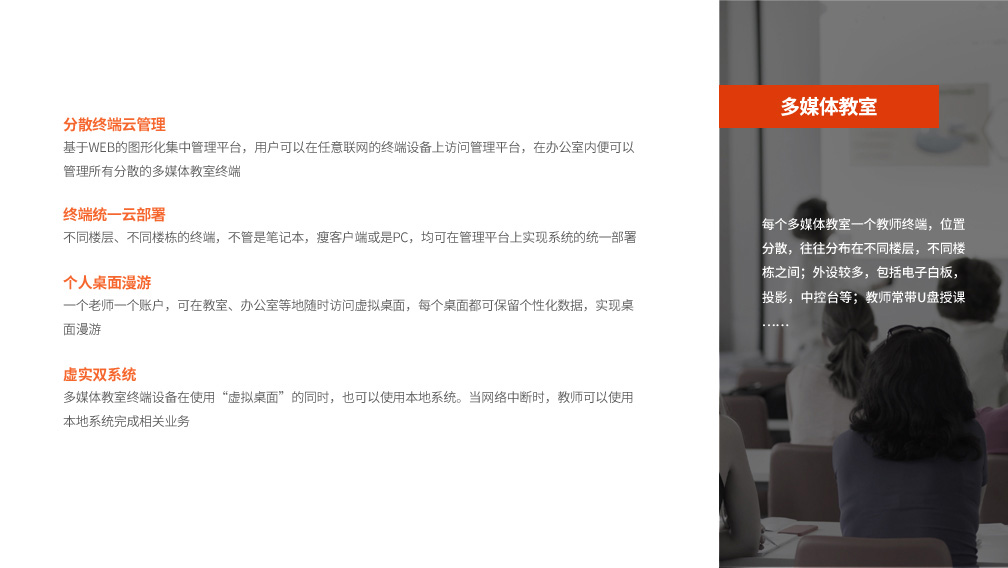 分散终端云管理
基于WEB的图形化集中管理平台，用户可以在任意联网的终端设备上访问管理平台，在办公室内便可以
管理所有分散的多媒体教室终端
终端统一云部署
不同楼层、不同楼栋的终端，不管是笔记本，瘦客户端或是PC，均可在管理平台上实现系统的统一部署
个人桌面漫游
一个老师一个账户，可在教室、办公室等地随时访问虚拟桌面，每个桌面都可保留个性化数据，实现桌
面漫游
虚实双系统
多媒体教室终端设备在使用“虚拟桌面”的同时，也可以使用本地系统。当网络中断时，教师可以使用
本地系统完成相关业务
多媒体教室
每个多媒体教室一个教师终端，位置
分散，往往分布在不同楼层，不同楼
栋之间；外设较多，包括电子白板，
投影，中控台等；教师常带U盘授课
……